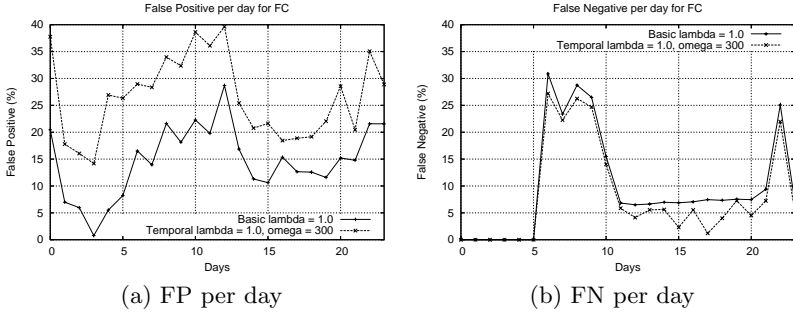 False Positive per day for FC
40
35
30
25
20
15
10
5
0
False Positive (%)
Basic lambda = 1.0
Temporal lambda = 1.0, omega = 300
0 5 10 15 20
Days
(a) FP per day
False Negative per day for FC
40
35
30
25
20
15
10
5
0
False Negative (%)
Basic lambda = 1.0
Temporal lambda = 1.0, omega = 300
0 5 10 15 20
Days
(b) FN per day